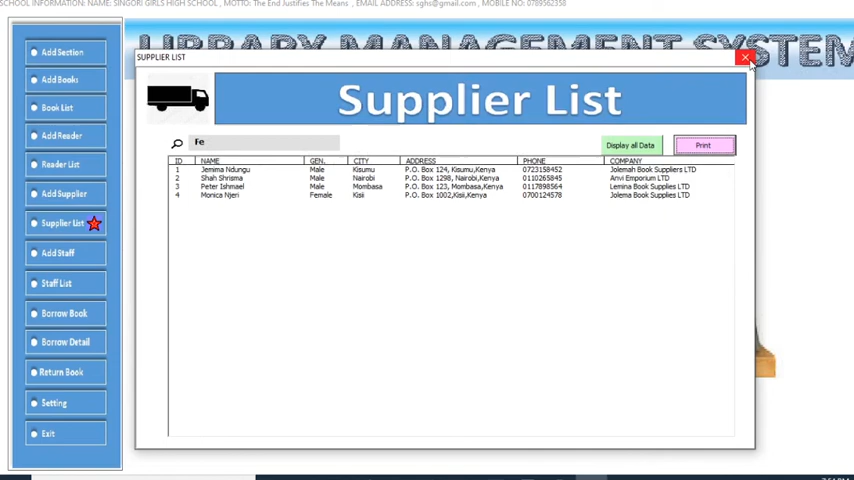 SCHOOL INFORMATION: NAME: SINGORI GIRLS HIGH SCHOOL , MOTTO: The End Justifies The Means , EMAIL ADDRESS: sghs@gmail.com , MOBILE NO: 0789562358
LIBRARY MANAGEMENT SYSTEM
Add Section
Add Books
Book List
Add Reader
Reader List
Add Supplier
Supplier List
Add Staff
Staff List
Borrow Book
Borrow Detail
Return Book
Setting
Exit
SUPPLIER LIST
Supplier List
Fe
Display all Data
Print
ID NAME GEN. CITY ADDRESS PHONE COMPANY
1 Jemima Ndungu Male Kisumu P.O. Box 124, Kisumu,Kenya 0723158452 Jolemah Book Suppliers LTD
2 Shah Shrisma Male Nairobi P.O. Box 1298, Nairobi,Kenya 0110265845 Anvi Emporium LTD
3 Peter Ishmael Male Mombasa P.O. Box 123, Mombasa,Kenya 0117898564 Lemina Book Supplies LTD
4 Monica Njeri Female Kisii P.O. Box 1002,Kisii,Kenya 0700124578 Jolema Book Supplies LTD